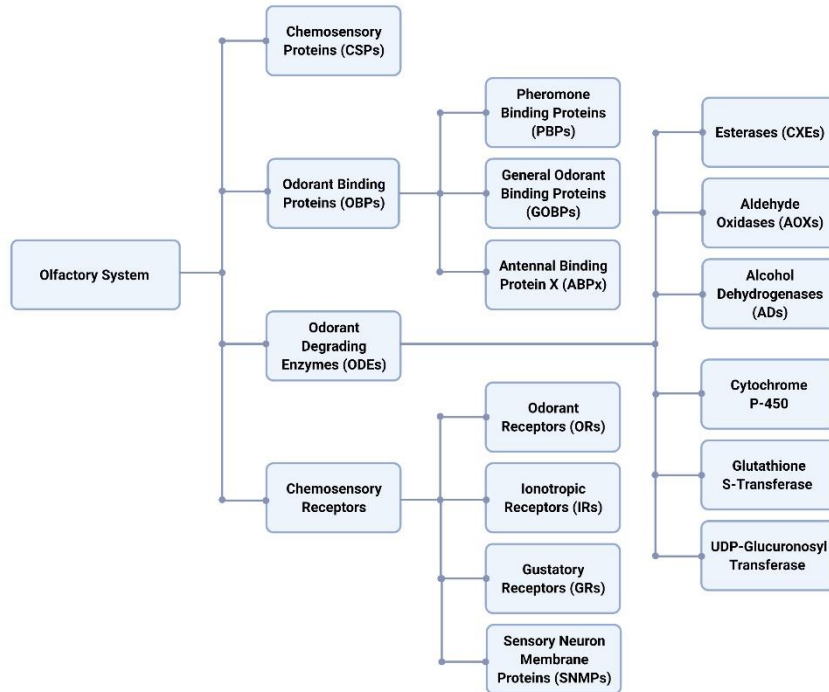 Olfactory System
Chemosensory
Proteins (CSPs)
Odorant Binding
Proteins (OBPs)
Pheromone
Binding Proteins
(PBPs)
General Odorant
Binding Proteins
(GOBPs)
Antennal Binding
Protein X (ABPx)
Odorant
Degrading
Enzymes (ODEs)
Esterases (CXEs)
Aldehyde
Oxidases (AOXs)
Alcohol
Dehydrogenases
(ADs)
Cytochrome
P-450
Glutathione
S-Transferase
UDP-Glucuronosyl
Transferase
Chemosensory
Receptors
Odorant
Receptors (ORs)
Ionotropic
Receptors (IRs)
Gustatory
Receptors (GRs)
Sensory Neuron
Membrane
Proteins (SNMPs)